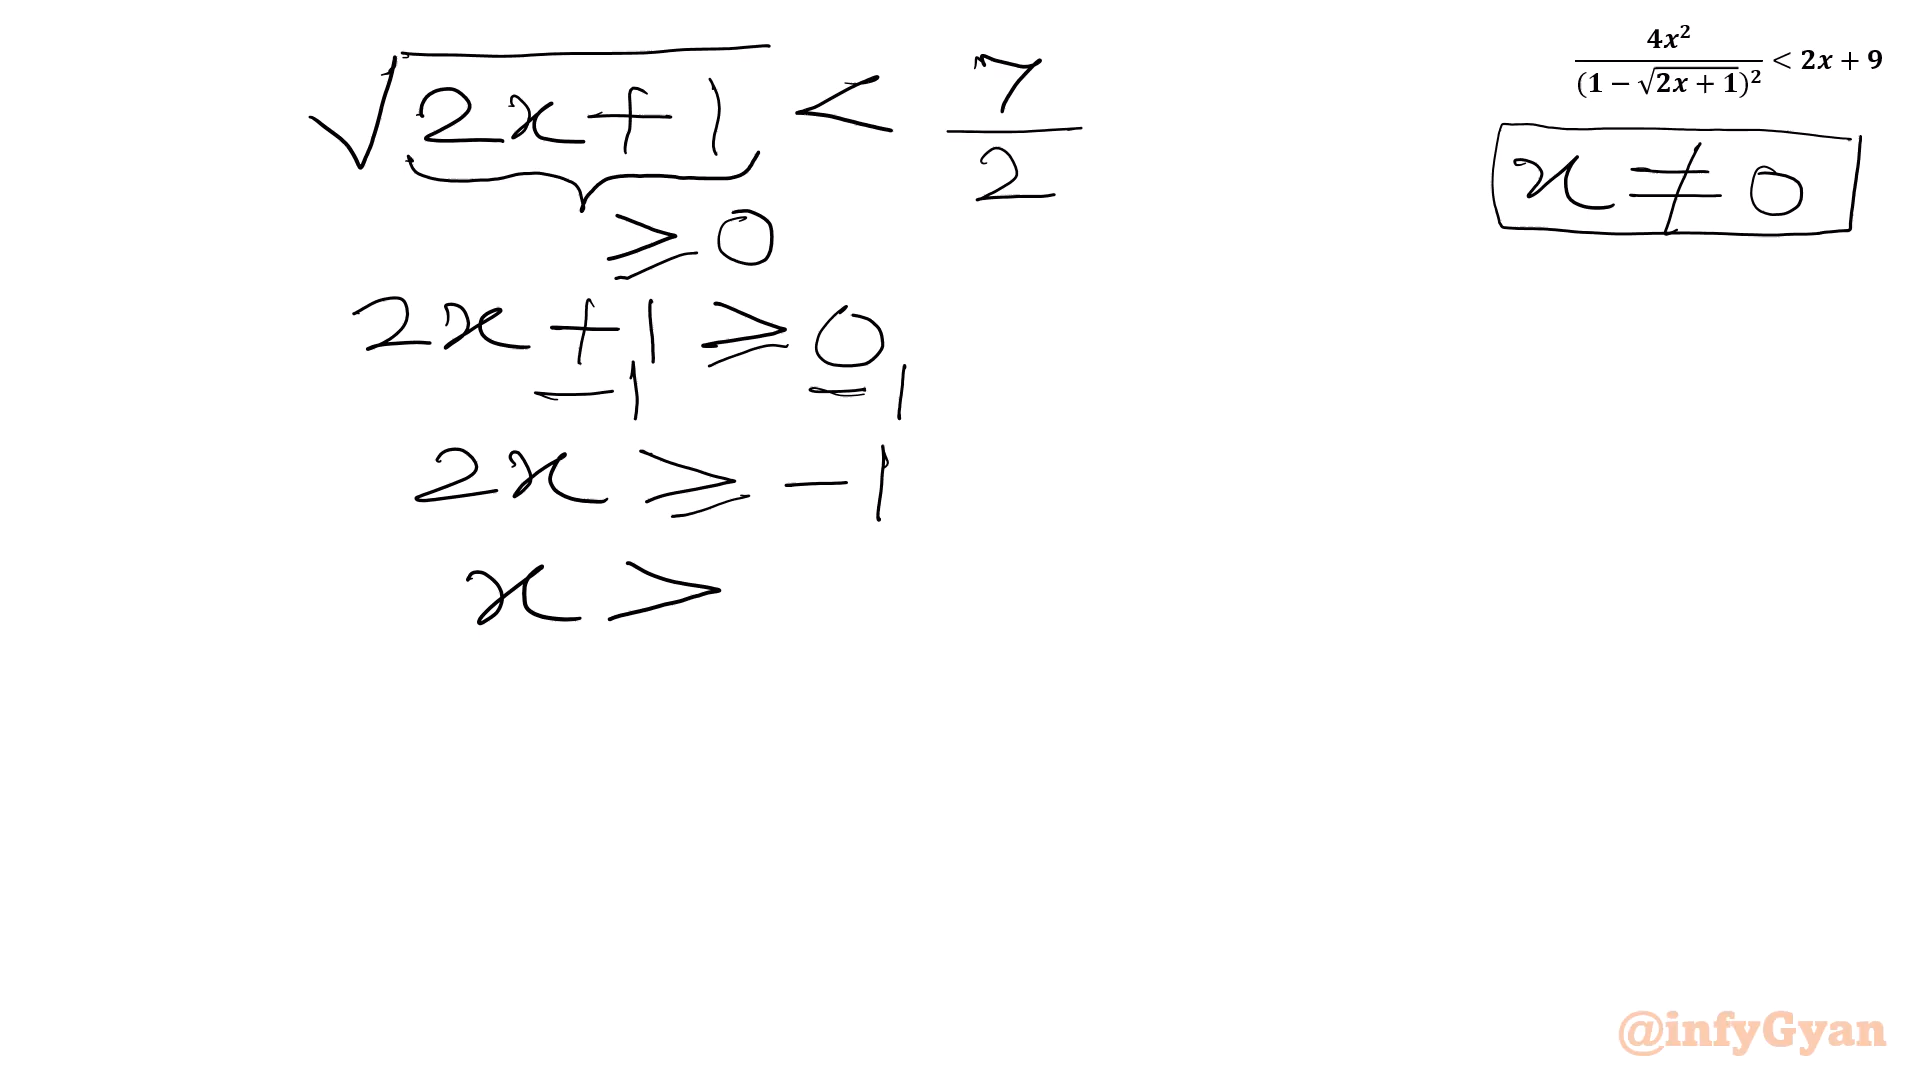 √(2x+1) < 7/2
≥ 0
2x + 1 ≥ 0
-1 -1
2x ≥ -1
x >
4x²/(1 − √(2x + 1))² < 2x + 9
x ≠ 0
@infyGyan